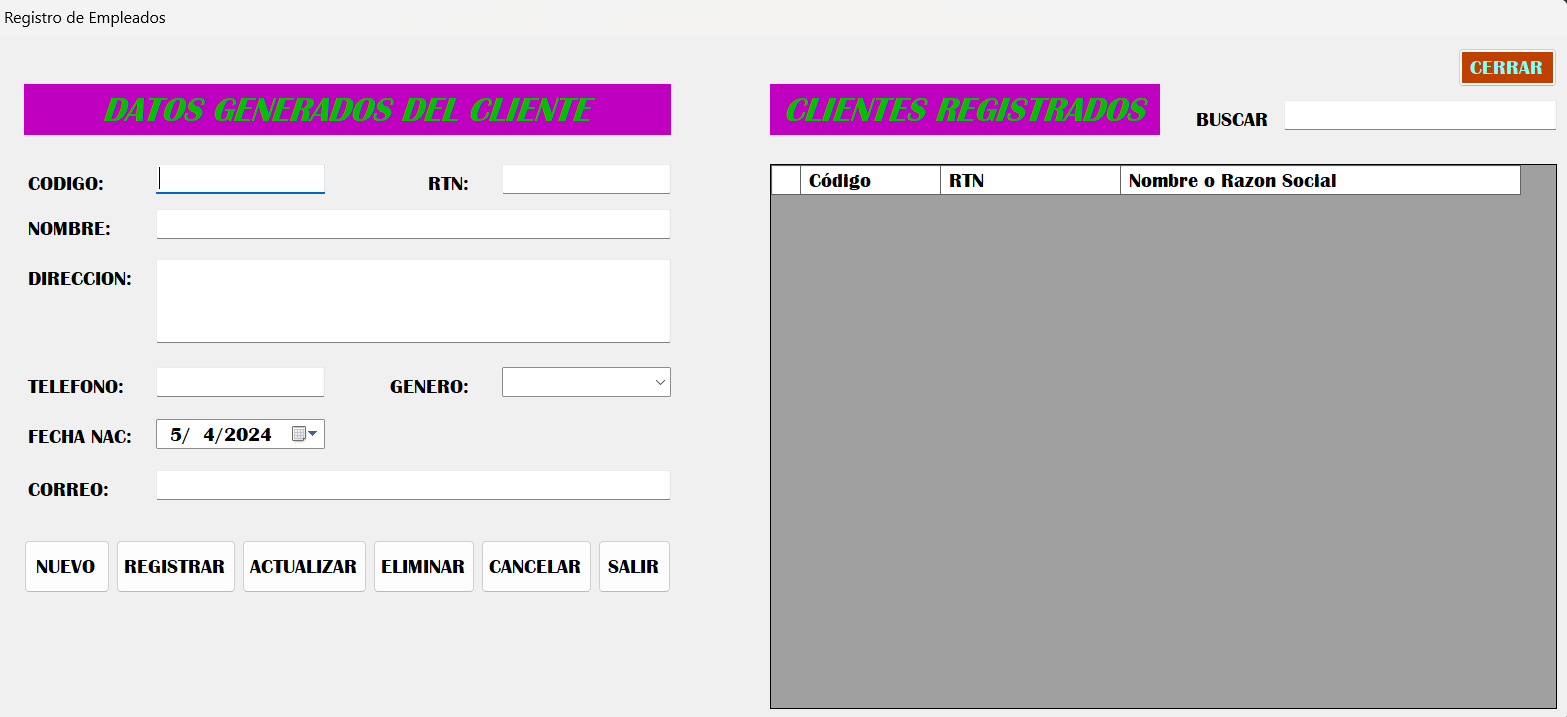 Registro de Empleados
CERRAR
DATOS GENERADOS DEL CLIENTE
CLIENTES REGISTRADOS
BUSCAR
CODIGO:
RTN:
NOMBRE:
DIRECCION:
TELEFONO:
GENERO:
FECHA NAC:
5/ 4/2024
CORREO:
NUEVO REGISTRAR ACTUALIZAR ELIMINAR CANCELAR SALIR
Código RTN Nombre o Razon Social